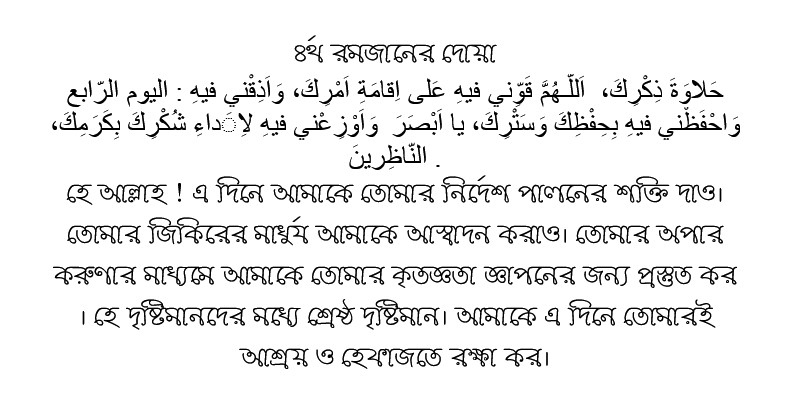 ৪র্থ রমজানের দোয়া
اليوم الرّابع : اَللّـهُمَّ قَوِّني فيهِ عَلى اِقامَةِ اَمْرِكَ، وَاَذِقْني فيهِ حَلاوَةَ ذِكْرِكَ،
وَاَوْزِعْني فيهِ لاِ َداءِ شُكْرِكَ بِكَرَمِكَ، وَاحْفَظْني فيهِ بِحِفْظِكَ وَسَتْرِكَ، يا اَبْصَرَ
النّاظِرينَ .
হে আল্লাহ ! এ দিনে আমাকে তোমার নির্দেশ পালনের শক্তি দাও।
তোমার জিকিরের মাধুর্য আমাকে আস্বাদন করাও। তোমার অপার
করুণার মাধ্যমে আমাকে তোমার কৃতজ্ঞতা জ্ঞাপনের জন্য প্রস্তুত কর
। হে দৃষ্টিমানদের মধ্যে শ্রেষ্ঠ দৃষ্টিমান। আমাকে এ দিনে তোমারই
আশ্রয় ও হেফাজতে রক্ষা কর।